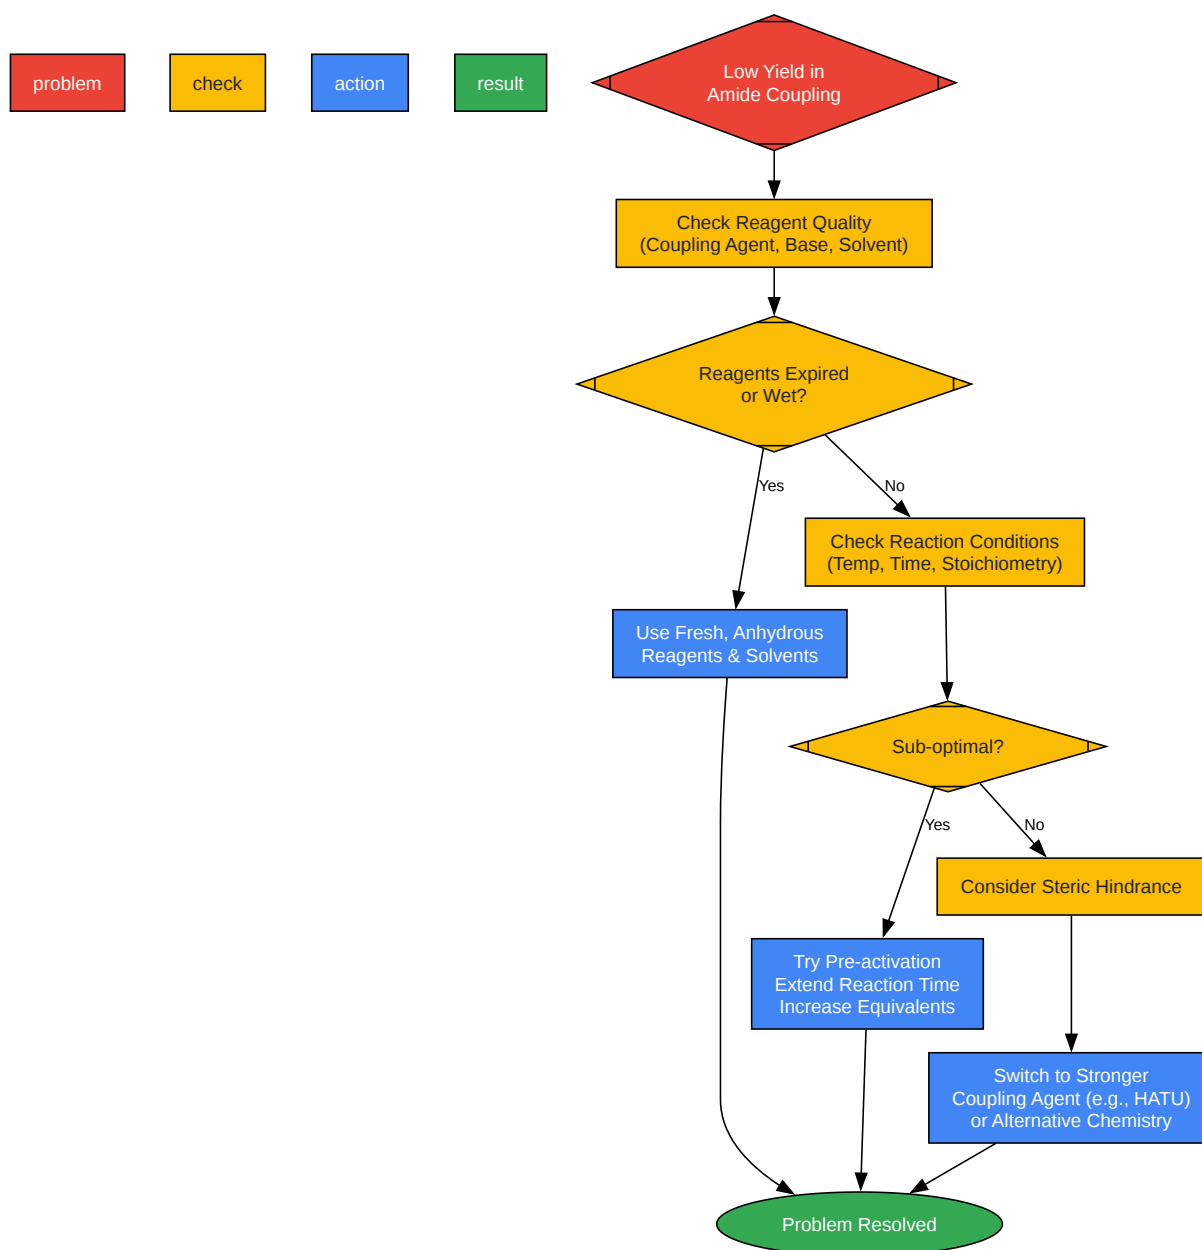 problem
check
action
result
Low Yield in
Amide Coupling
Check Reagent Quality
(Coupling Agent, Base, Solvent)
Reagents Expired
or Wet?
Yes
No
Check Reaction Conditions
(Temp, Time, Stoichiometry)
Use Fresh, Anhydrous
Reagents & Solvents
Sub-optimal?
Yes
No
Consider Steric Hindrance
Try Pre-activation
Extend Reaction Time
Increase Equivalents
Switch to Stronger
Coupling Agent (e.g., HATU)
or Alternative Chemistry
Problem Resolved